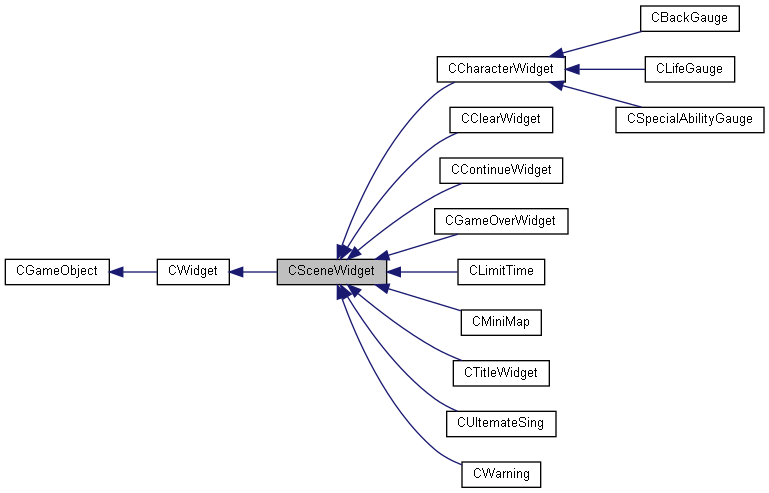 CBackGauge
CCharacterWidget
CLifeGauge
CSpecialAbilityGauge
CClearWidget
CContinueWidget
CGameOverWidget
CGameObject
CWidget
CSceneWidget
CLimitTime
CMiniMap
CTitleWidget
CUltemateSing
CWarning